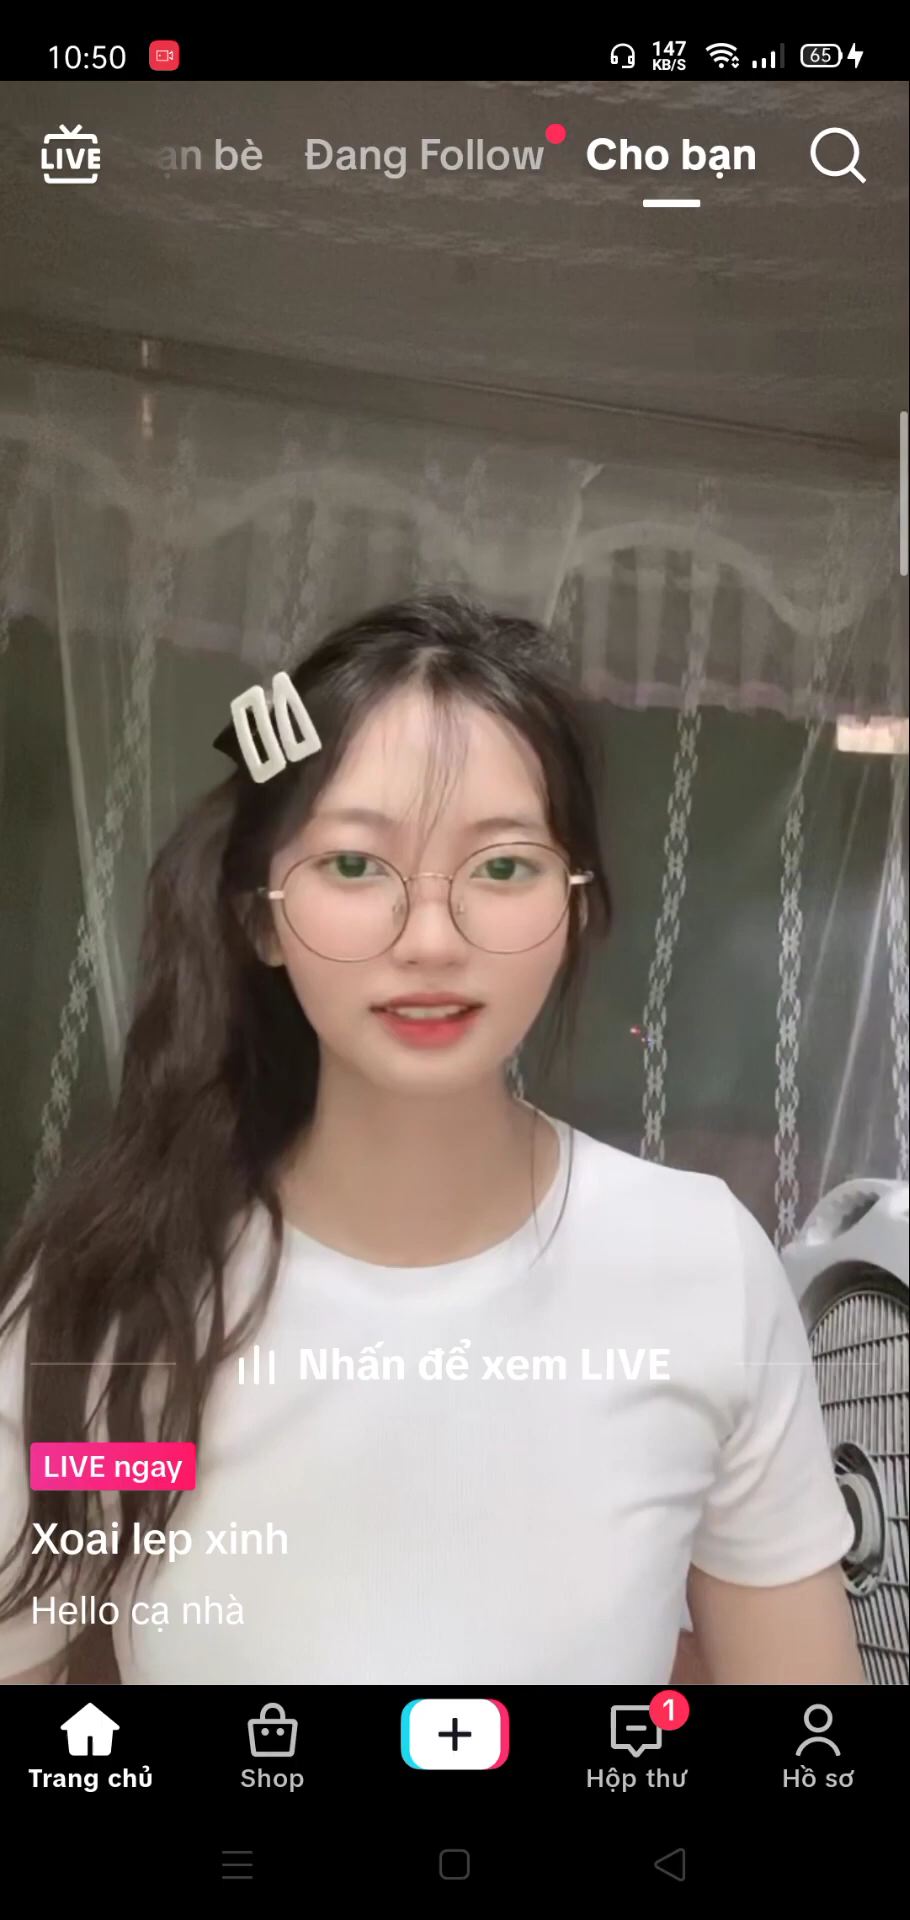 10:50
147
KB/S
65
LIVE
ạn bè
Đang Follow
Cho bạn
Nhấn để xem LIVE
LIVE ngay
Xoai lep xinh
Hello cạ nhà
1
Trang chủ
Shop
Hộp thư
Hồ sơ